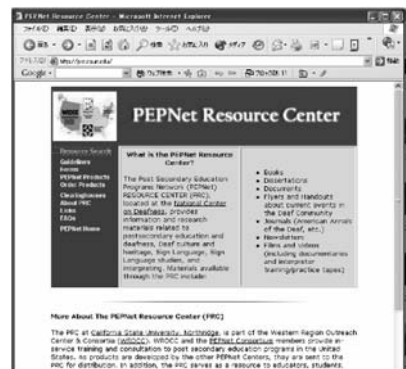 PEPNet Resource Center - Microsoft Internet Explorer
Google
PEPNet Resource Center
Resource Search
Guidelines
Forms
PEPNet Products
Order Products
Clearinghouses
About PRC
Links
FAQs
PEPNet Home
What is the PEPNet Resource
Center?
The Post Secondary Education
Programs Network (PEPNet)
RESOURCE CENTER (PRC),
located at the National Center
on Deafness, provides
information and research
materials related to
postsecondary education and
deafness, Deaf culture and
heritage, Sign Language, Sign
Language studies, and
interpreting. Materials available
through the PRC include:
• Books
• Dissertations
• Documents
• Flyers and Handouts
about current events in
the Deaf Community
• Journals (American Annals
of the Deaf, etc.)
• Newsletters
• Films and videos
(including documentaries
and interpreter
training/practice tapes)
More About The PEPNet Resource Center (PRC)
The PRC at California State University, Northridge, is part of the Western Region Outreach
Center & Consortia (WROCC). WROCC and the PEPNet Consortium members provide in-
service training and consultation to post secondary education programs in the United
States. As products are developed by the other PEPNet Centers, they are sent to the
PRC for distribution. In addition, the PRC serves as a resource to educators, students,